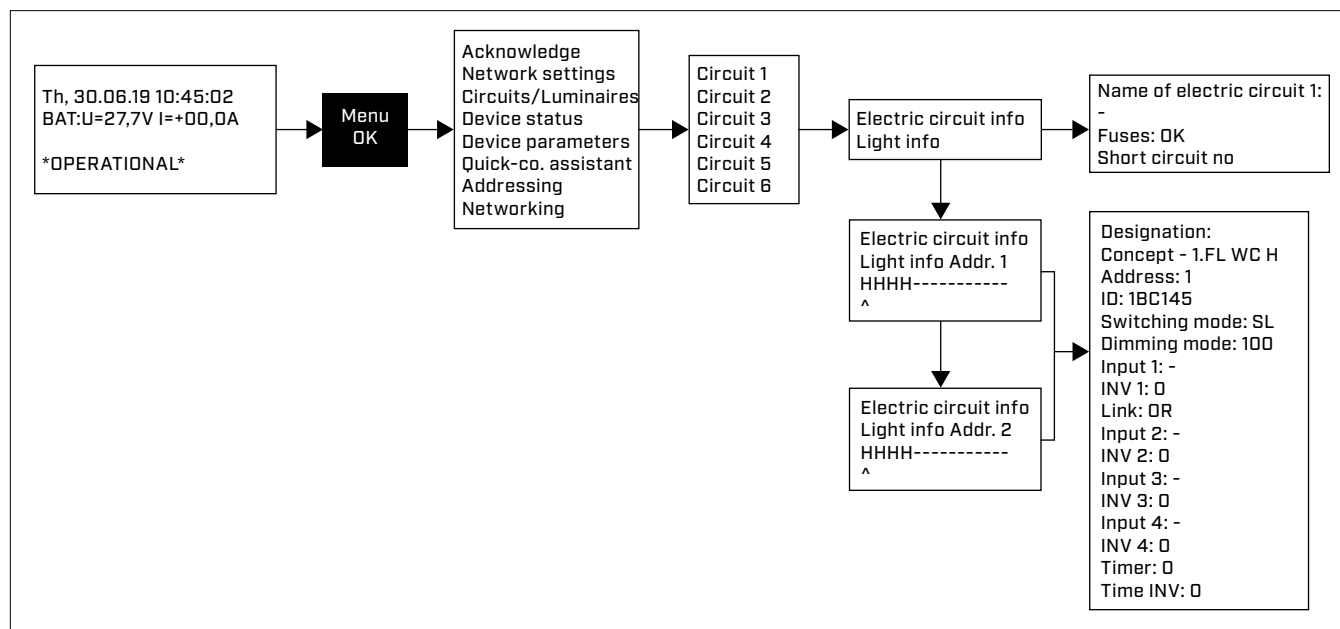 Th, 30.06.19 10:45:02
BAT:U=27,7V I=+00,0A
*OPERATIONAL*
Menu
OK
Acknowledge
Network settings
Circuits/Luminaires
Device status
Device parameters
Quick-co. assistant
Addressing
Networking
Circuit 1
Circuit 2
Circuit 3
Circuit 4
Circuit 5
Circuit 6
Electric circuit info
Light info
Name of electric circuit 1:
-
Fuses: OK
Short circuit no
Electric circuit info
Light info Addr. 1
HHHH-----------
^
Electric circuit info
Light info Addr. 2
HHHH-----------
^
Designation:
Concept - 1.FL WC H
Address: 1
ID: 1BC145
Switching mode: SL
Dimming mode: 100
Input 1: -
INV 1: 0
Link: OR
Input 2: -
INV 2: 0
Input 3: -
INV 3: 0
Input 4: -
INV 4: 0
Timer: 0
Time INV: 0